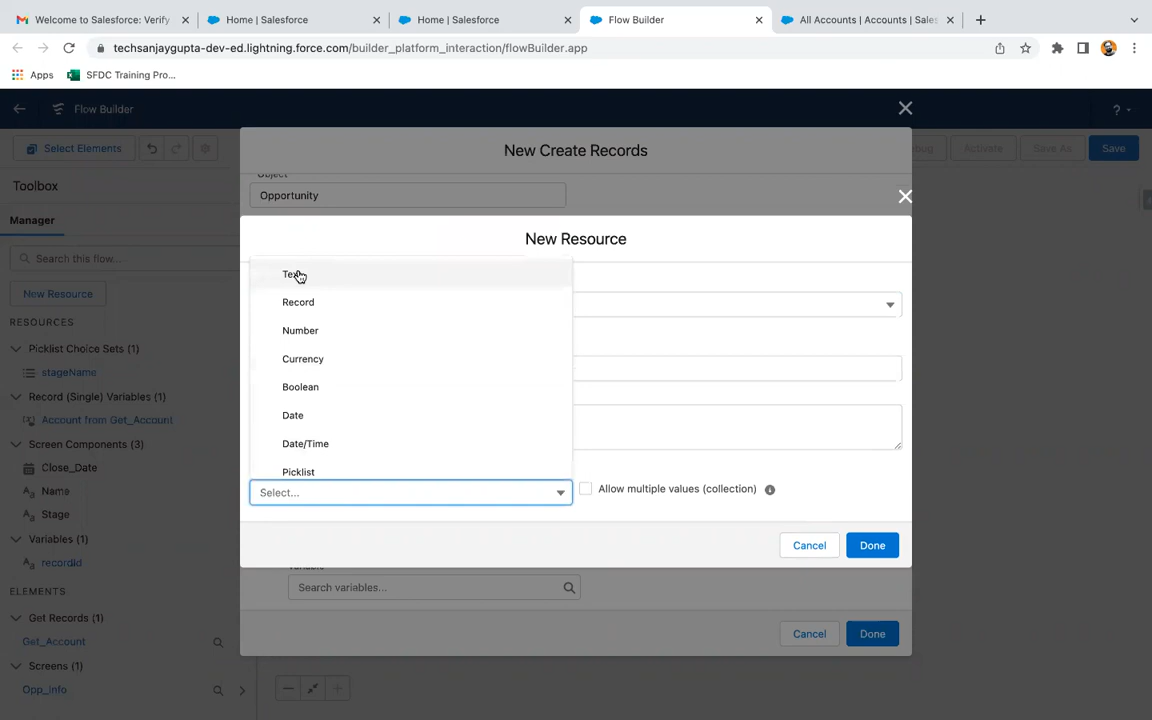 Welcome to Salesforce: Verify
Home | Salesforce
Home | Salesforce
Flow Builder
All Accounts | Accounts | Sales
techsanjaygupta-dev-ed.lightning.force.com/builder_platform_interaction/flowBuilder.app
Apps
SFDC Training Pro...
Flow Builder
?
Select Elements
Activate
Save As
Save
New Create Records
Toolbox
Object
Opportunity
Manager
New Resource
Search this flow...
New Resource
RESOURCES
Picklist Choice Sets (1)
stageName
Record (Single) Variables (1)
Account from Get_Account
Screen Components (3)
Close_Date
Name
Stage
Variables (1)
recordId
ELEMENTS
Get Records (1)
Get_Account
Screens (1)
Opp_Info
Text
Record
Number
Currency
Boolean
Date
Date/Time
Picklist
Select...
Allow multiple values (collection)
Cancel
Done
Variable
Search variables...
Cancel
Done